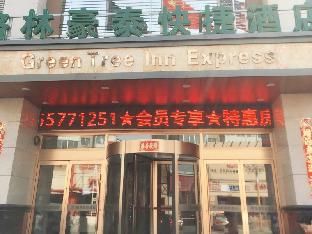 格林豪泰快捷酒店
Green Tree Inn Express
55771251★会员专享★特惠房